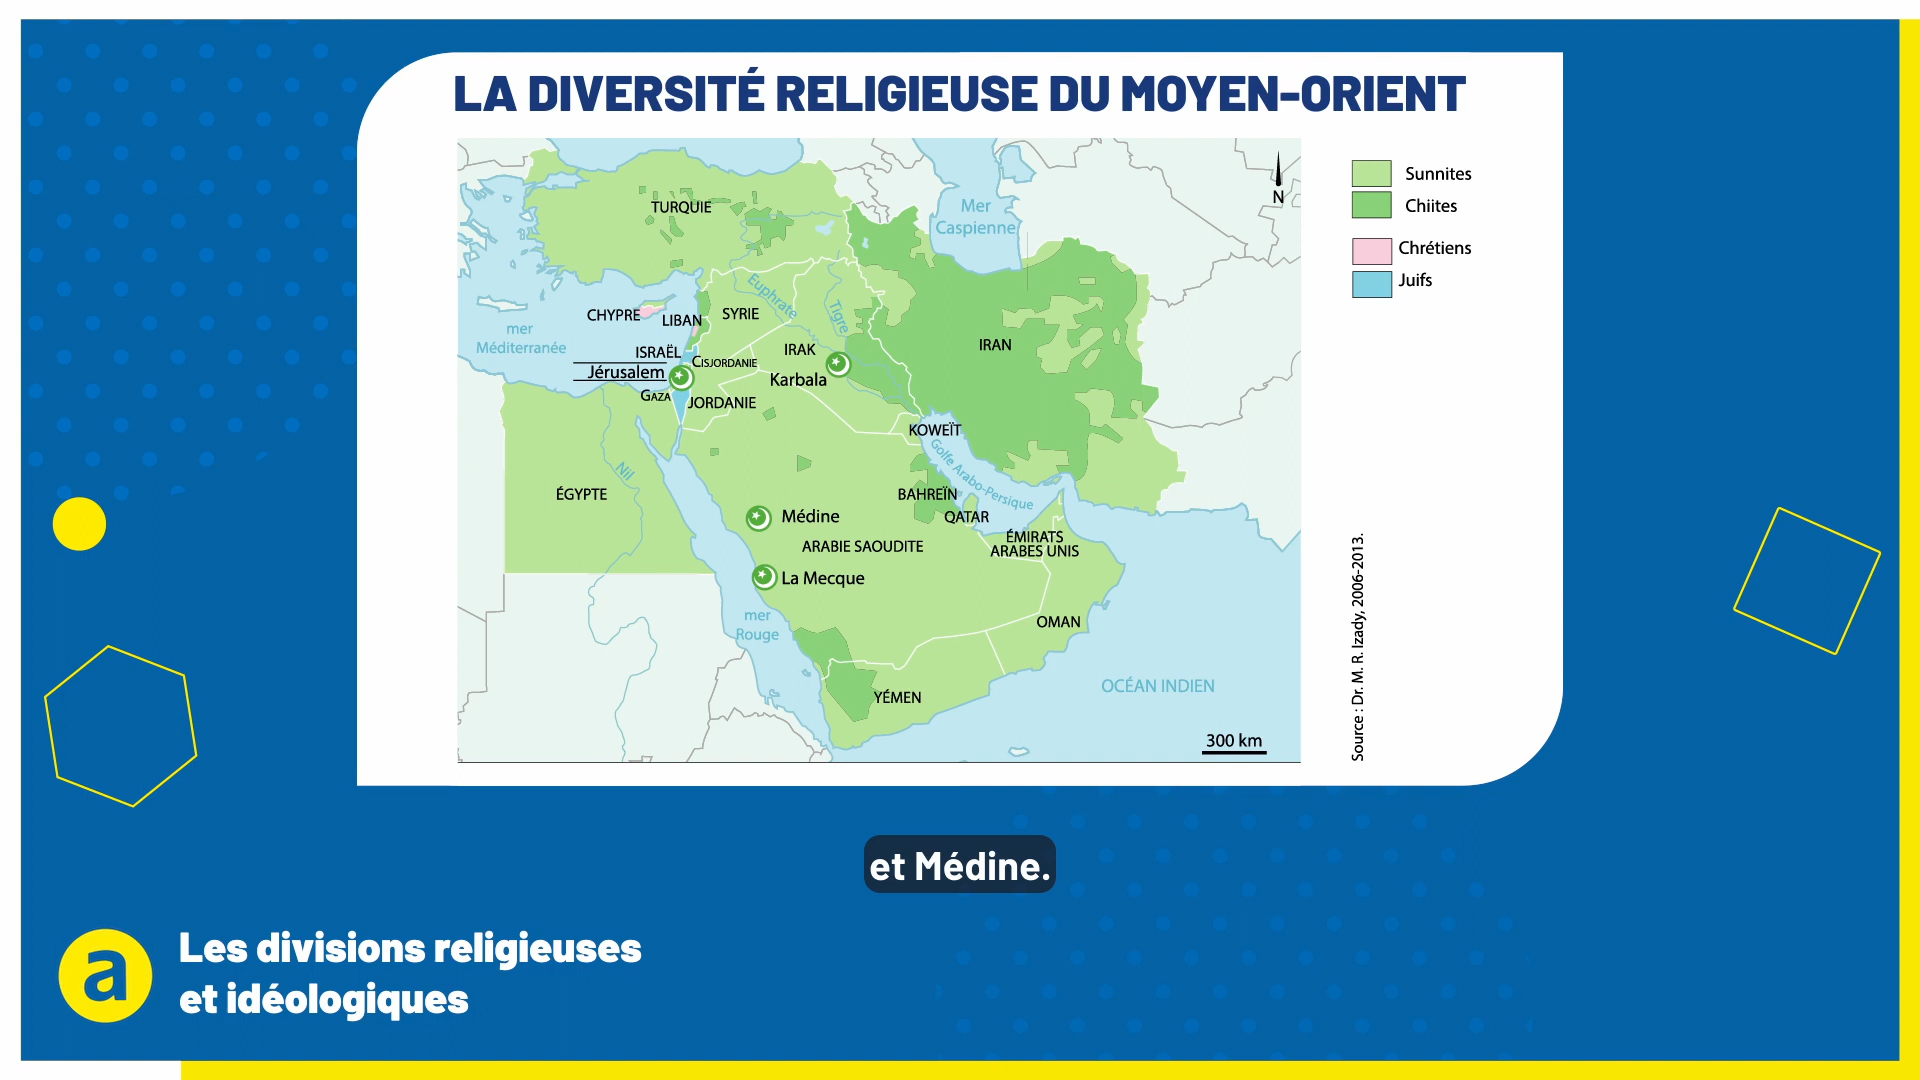 LA DIVERSITÉ RELIGIEUSE DU MOYEN-ORIENT
Sunnites
Chiites
Chrétiens
Juifs
N
TURQUIE
Mer
Caspienne
Euphrate
Tigre
CHYPRE
LIBAN
SYRIE
mer
Méditerranée
ISRAËL
CISJORDANIE
IRAK
IRAN
Jérusalem
Karbala
GAZA
JORDANIE
KOWEÏT
Golfe Arabo-Persique
Nil
ÉGYPTE
BAHREÏN
QATAR
Médine
ÉMIRATS
ARABES UNIS
ARABIE SAOUDITE
La Mecque
mer
Rouge
OMAN
YÉMEN
OCÉAN INDIEN
300 km
Source : Dr. M. R. Izady, 2006-2013.
et Médine.
a
Les divisions religieuses
et idéologiques